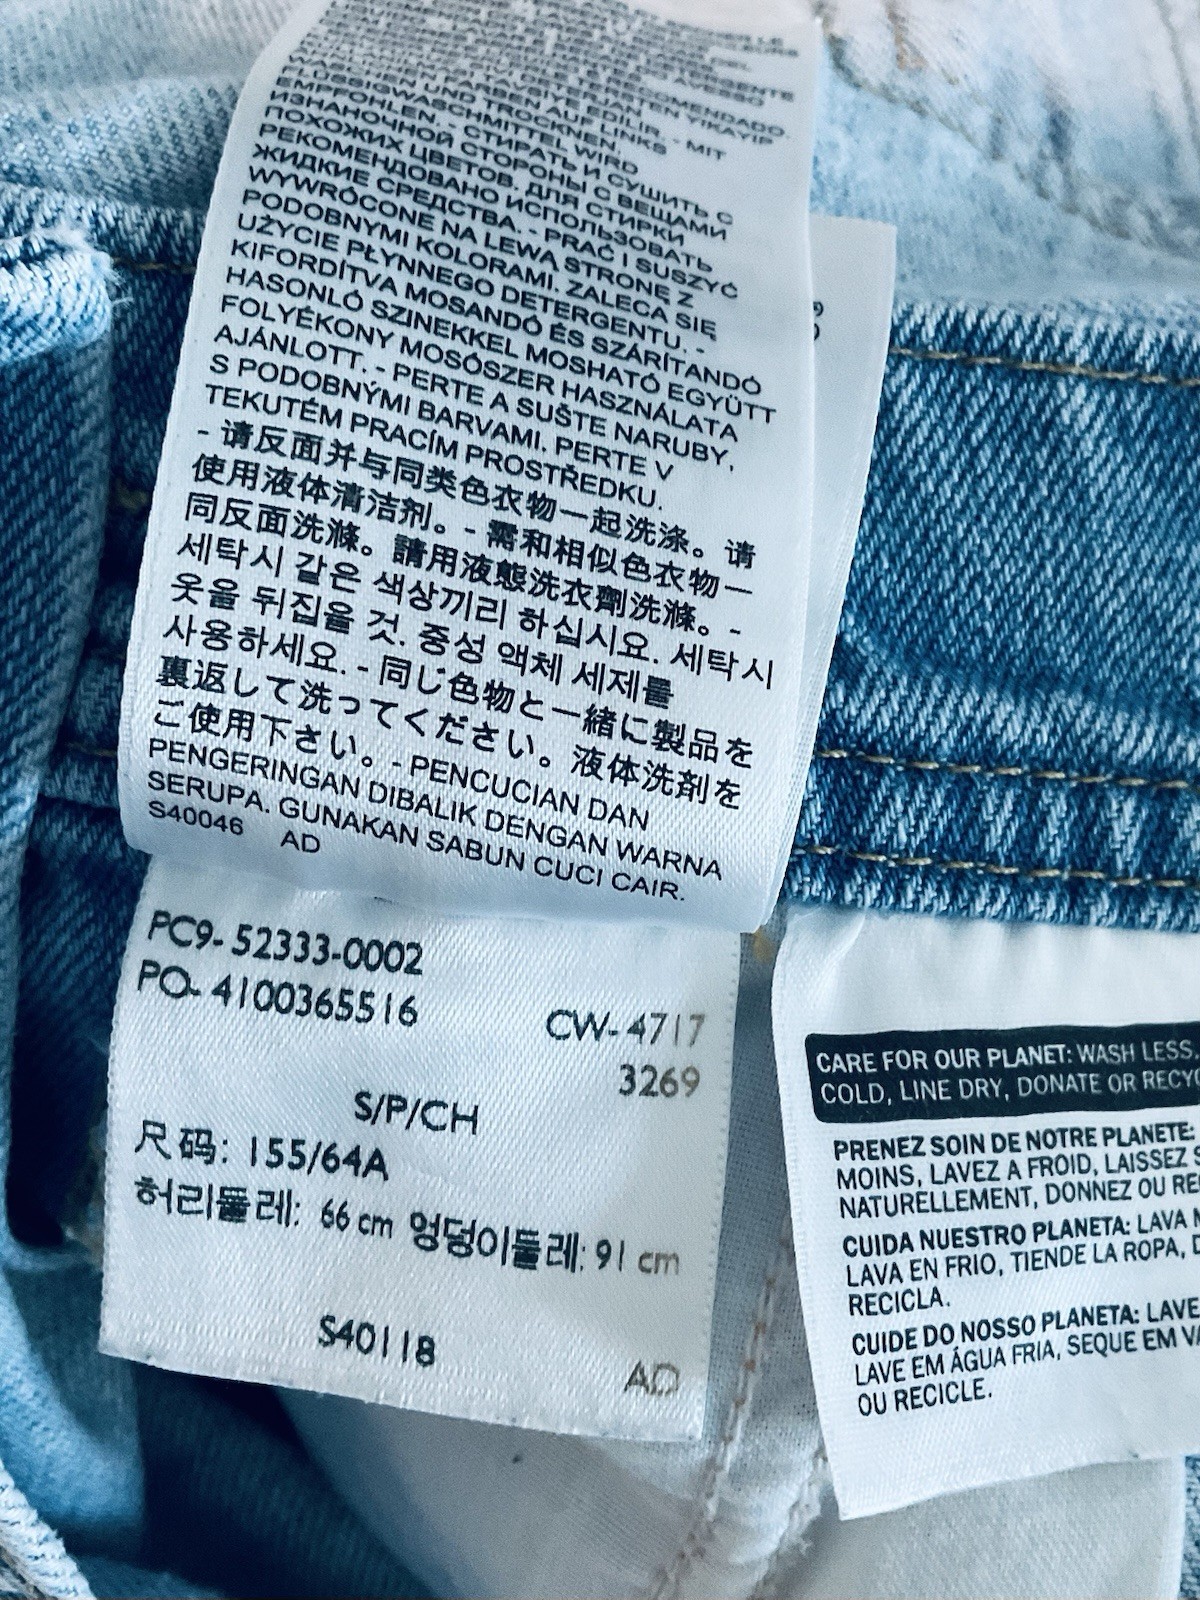 EMPFOHLEN. - СТИРАТЬ И СУШИТЬ С
ИЗНАНОЧНОЙ СТОРОНЫ С ВЕЩАМИ
ПОХОЖИХ ЦВЕТОВ. ДЛЯ СТИРКИ
РЕКОМЕНДОВАНО ИСПОЛЬЗОВАТЬ
ЖИДКИЕ СРЕДСТВА. - PRAĆ I SUSZYĆ
WYWRÓCONE NA LEWĄ STRONĘ Z
PODOBNYMI KOLORAMI. ZALECA SIĘ
UŻYCIE PŁYNNEGO DETERGENTU. -
KIFORDÍTVA MOSANDÓ ÉS SZÁRÍTANDÓ
HASONLÓ SZINEKKEL MOSHATÓ EGYÜTT
FOLYÉKONY MOSÓSZER HASZNÁLATA
AJÁNLOTT. - PERTE A SUŠTE NARUBY,
S PODOBNÝMI BARVAMI. PERTE V
TEKUTÉM PRACÍM PROSTŘEDKU.
- 请反面并与同类色衣物一起洗涤。请
使用液体清洁剂。- 需和相似色衣物一
同反面洗滌。請用液態洗衣劑洗滌。-
세탁시 같은 색상끼리 하십시요. 세탁시
옷을 뒤집을 것. 중성 액체 세제를
사용하세요. - 同じ色物と一緒に製品を
裏返して洗ってください。液体洗剤を
ご使用下さい。- PENCUCIAN DAN
PENGERINGAN DIBALIK DENGAN WARNA
SERUPA. GUNAKAN SABUN CUCI CAIR.
S40046 AD
PC9- 52333-0002
PO- 4100365516
CW- 4717
3269
S/P/CH
尺码: 155/64A
허리둘레: 66 cm 엉덩이둘레: 91 cm
S40118
AD
CARE FOR OUR PLANET: WASH LESS,
COLD, LINE DRY, DONATE OR
PRENEZ SOIN DE NOTRE PLANETE:
MOINS, LAVEZ A FROID,
NATURELLEMENT, DONNEZ OU
CUIDA NUESTRO PLANETA: LAVA
LAVA EN FRIO, TIENDE LA ROPA,
RECICLA.
CUIDE DO NOSSO PLANETA: LAVE
LAVE EM ÁGUA FRIA, SEQUE EM
OU RECICLE.